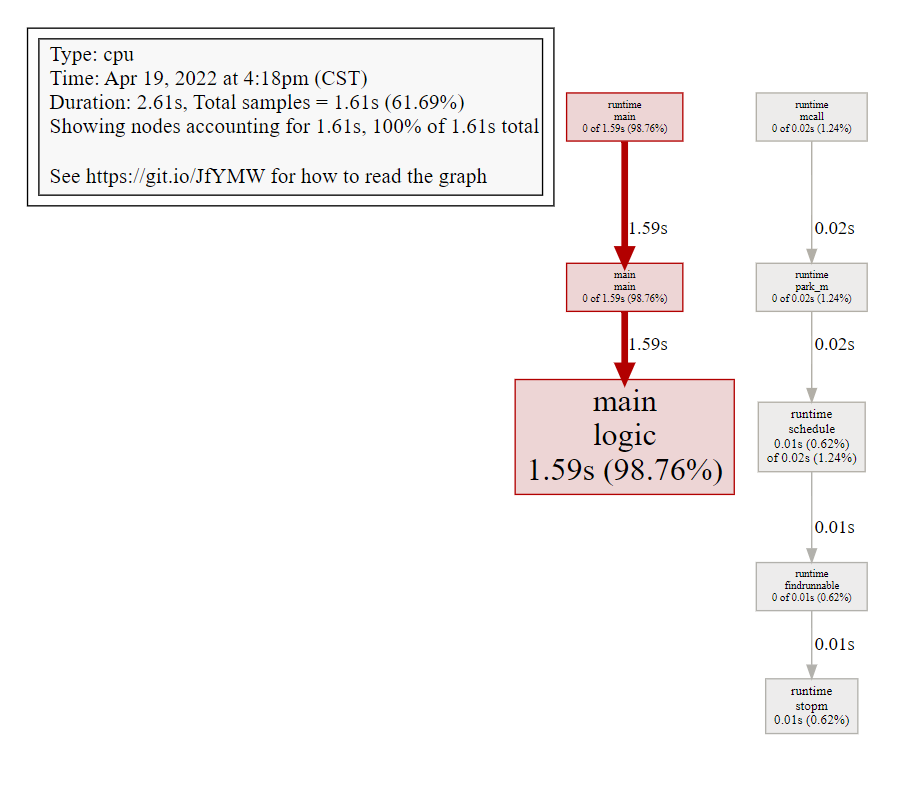 Type: cpu
Time: Apr 19, 2022 at 4:18pm (CST)
Duration: 2.61s, Total samples = 1.61s (61.69%)
Showing nodes accounting for 1.61s, 100% of 1.61s total
See https://git.io/JfYMW for how to read the graph
runtime
main
0 of 1.59s (98.76%)
1.59s
main
main
0 of 1.59s (98.76%)
1.59s
main
logic
1.59s (98.76%)
runtime
mcall
0 of 0.02s (1.24%)
0.02s
runtime
park_m
0 of 0.02s (1.24%)
0.02s
runtime
schedule
0.01s (0.62%)
of 0.02s (1.24%)
0.01s
runtime
findrunnable
0 of 0.01s (0.62%)
0.01s
runtime
stopm
0.01s (0.62%)